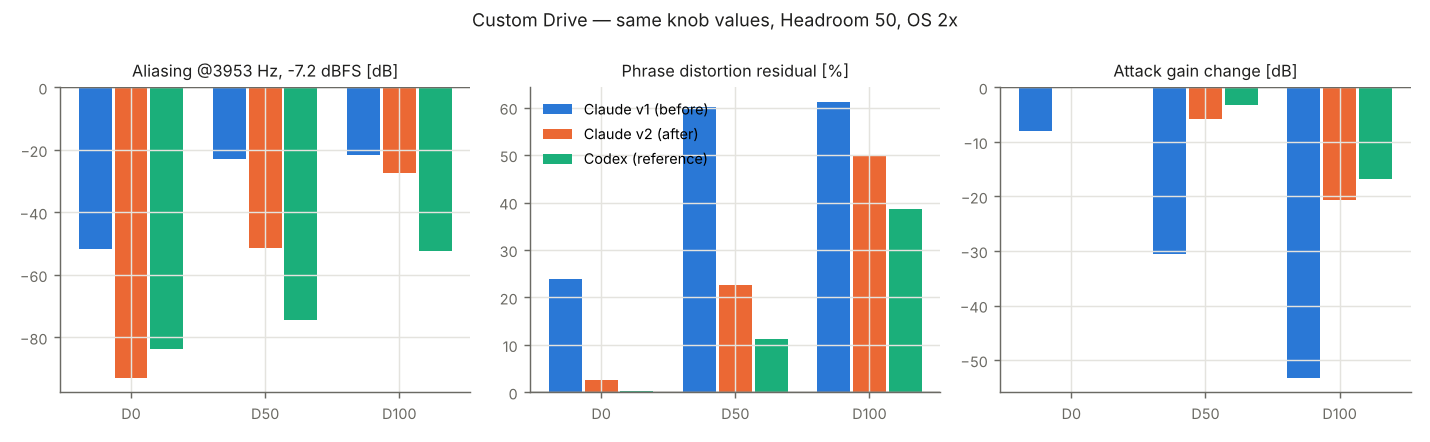 Custom Drive — same knob values, Headroom 50, OS 2x
Aliasing @3953 Hz, -7.2 dBFS [dB]
0
−20
−40
−60
−80
D0
D50
D100
Phrase distortion residual [%]
Claude v1 (before)
Claude v2 (after)
Codex (reference)
60
50
40
30
20
10
0
D0
D50
D100
Attack gain change [dB]
0
−10
−20
−30
−40
−50
D0
D50
D100